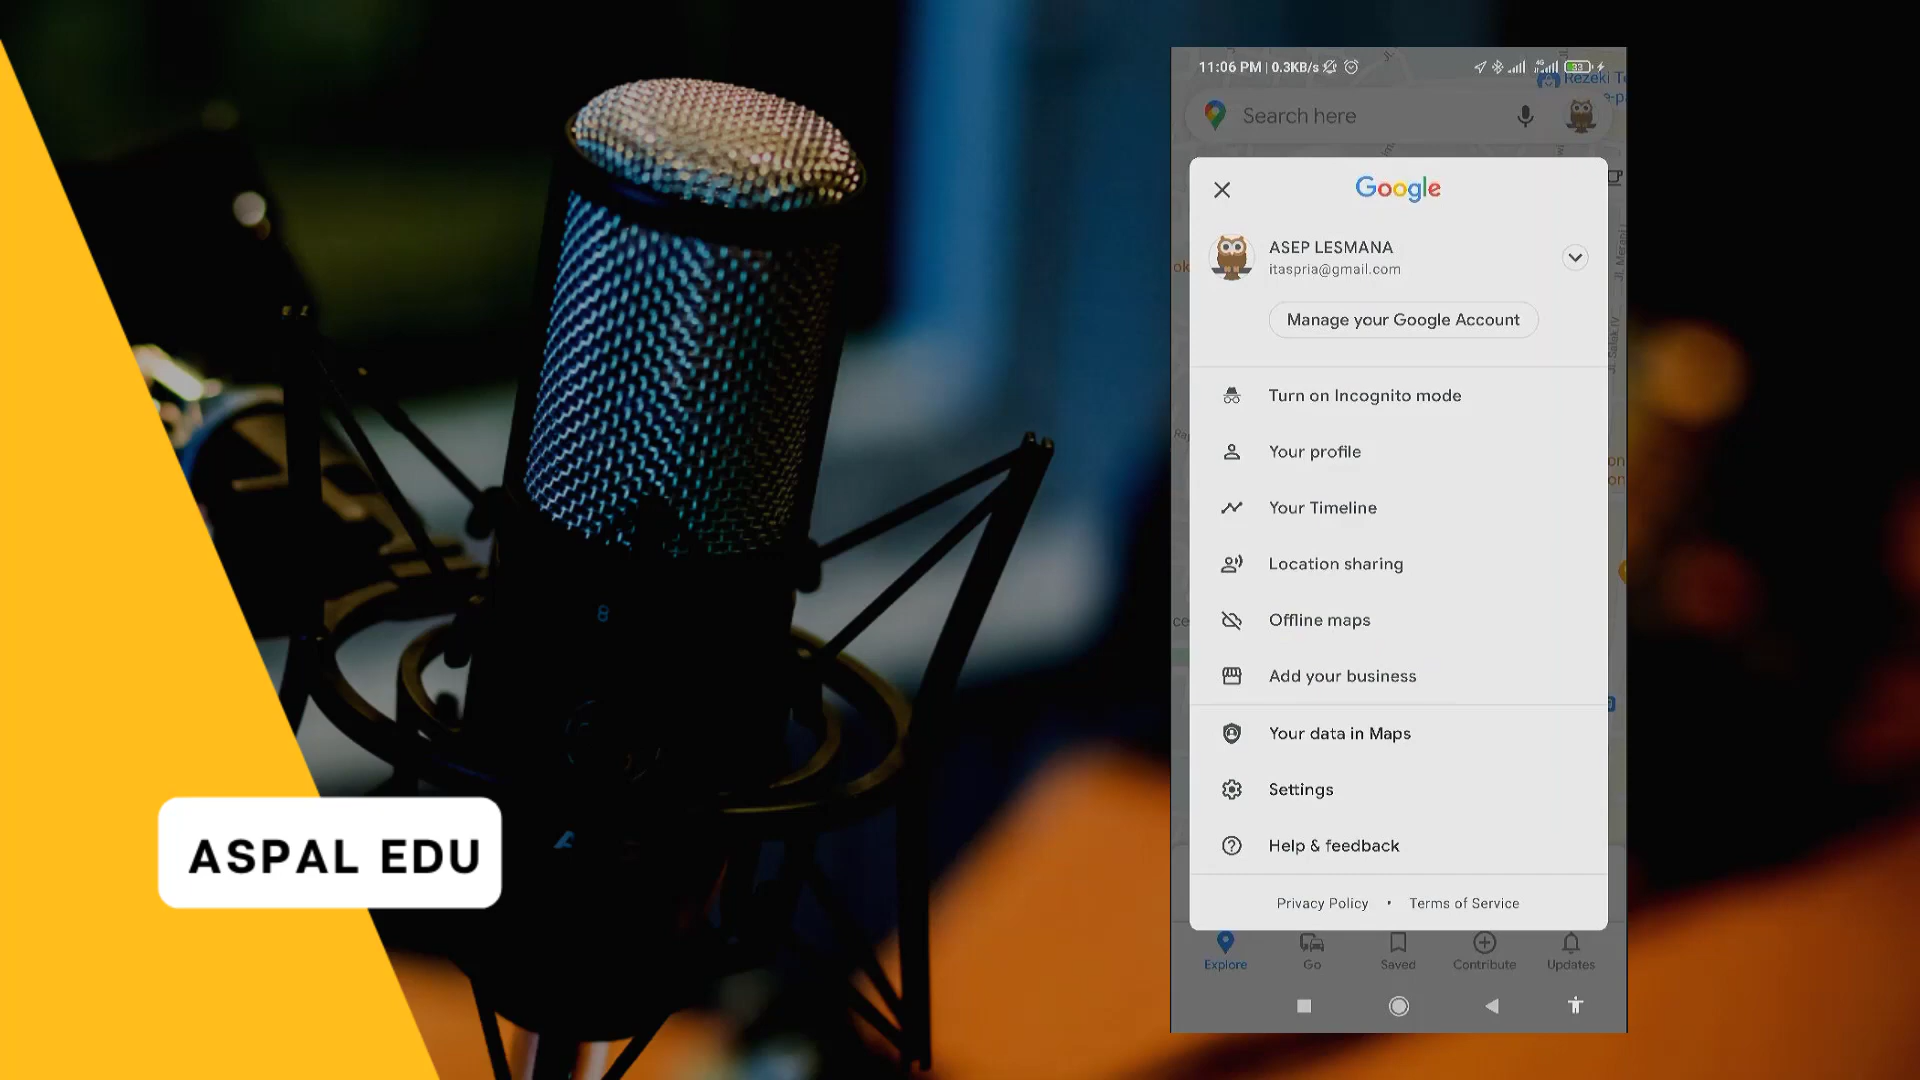 11:06 PM | 0.3KB/s
Rezeki
Search here
Google
ASEP LESMANA
itaspria@gmail.com
Manage your Google Account
Turn on Incognito mode
Your profile
Your Timeline
Location sharing
Offline maps
Add your business
Your data in Maps
Settings
Help & feedback
Privacy Policy • Terms of Service
Explore Go Saved Contribute Updates
ASPAL EDU